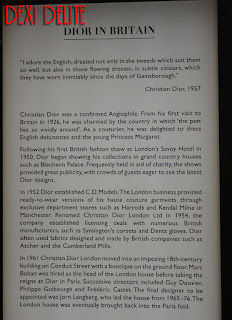 DEXI DELITE
DIOR IN BRITAIN
"I adore the English, dressed not only in the tweeds which suit them
so well, but also in those flowing dresses, in subtle colours, which
they have worn inimitably since the days of Gainsborough."
Christian Dior, 1957
Christian Dior was a confirmed Anglophile. From his first visit to
Britain in 1926, he was charmed by the country in which 'the past
lies so vividly around'. As a couturier, he was delighted to dress
English debutantes and the young Princess Margaret.
Following his first British fashion show at London's Savoy Hotel in
1950, Dior began showing his collections in grand country houses
such as Blenheim Palace. Frequently held in aid of charity, the shows
provided great publicity, with crowds of guests eager to see the latest
Dior designs.
In 1952 Dior established C.D. Models. The London business provided
ready-to-wear versions of his haute couture garments through
exclusive department stores such as Harrods and Kendal Milne in
Manchester. Renamed Christian Dior London Ltd in 1954, the
company established licensing deals with numerous British
manufacturers, such as Symington's corsets and Dents gloves. Dior
often used fabrics designed and made by British companies such as
Ascher and the Cumberland Mills.
In 1961 Christian Dior London moved into an imposing 18th-century
building on Conduit Street with a boutique on the ground floor. Marc
Bohan was hired as the head of the London house before taking the
reigns at Dior in Paris. Successive directors included Guy Douvier,
Philippe Guibourgé and Frédéric Castet. The final designer to be
appointed was Jorn Langberg, who led the house from 1965–76. The
London house was eventually brought back into the Paris fold.